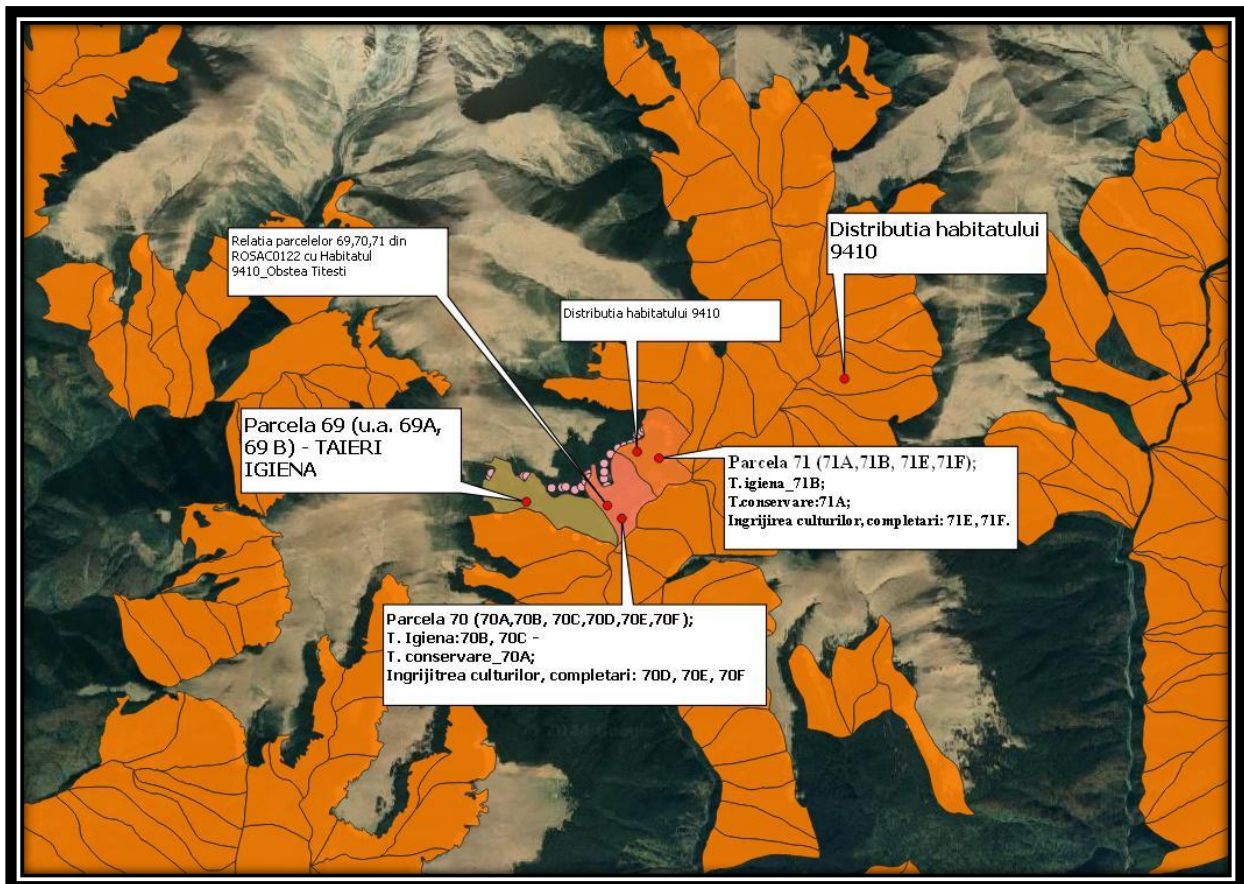 Distributia habitatului
9410
Relatia parcelelor 69,70,71 din
ROSAC0122 cu Habitatul
9410_Obstea Titesti
Distributia habitatului 9410
Parcela 69 (u.a. 69A,
69 B) - TAIERI
IGIENA
Parcela 71 (71A,71B, 71E,71F);
T.igiena_71B;
T.conservare:71A;
Ingrijirea culturilor, completari: 71E, 71F.
Parcela 70 (70A,70B, 70C,70D,70E,70F);
T. Igiena:70B, 70C -
T. conservare_70A;
Ingrijitrea culturilor, completari: 70D, 70E, 70F